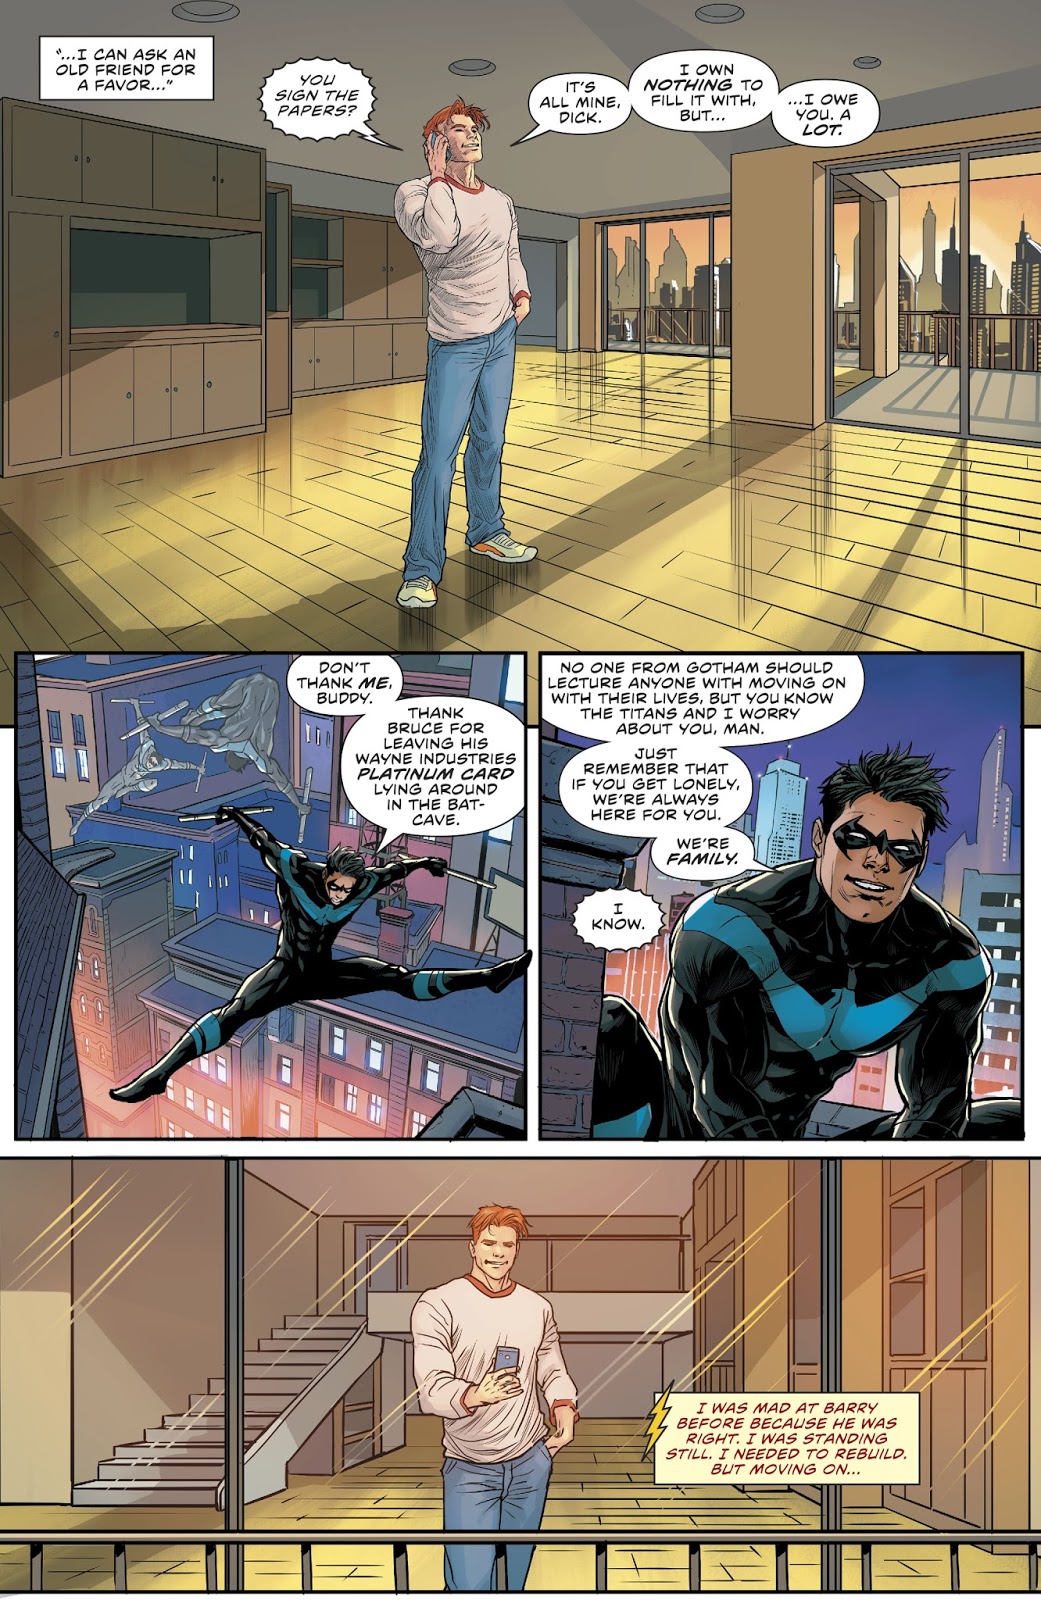 "...I CAN ASK AN
OLD FRIEND FOR
A FAVOR..."
YOU
SIGN THE
PAPERS?
IT'S
ALL MINE,
DICK.
I OWN
NOTHING TO
FILL IT WITH,
BUT...
...I OWE
YOU. A
LOT.
DON'T
THANK ME,
BUDDY.
THANK
BRUCE FOR
LEAVING HIS
WAYNE INDUSTRIES
PLATINUM CARD
LYING AROUND
IN THE BAT-
CAVE.
NO ONE FROM GOTHAM SHOULD
LECTURE ANYONE WITH MOVING ON
WITH THEIR LIVES, BUT YOU KNOW
THE TITANS AND I WORRY
ABOUT YOU, MAN.
JUST
REMEMBER THAT
IF YOU GET LONELY,
WE'RE ALWAYS
HERE FOR YOU.
WE'RE
FAMILY.
I
KNOW.
I WAS MAD AT BARRY
BEFORE BECAUSE HE WAS
RIGHT. I WAS STANDING
STILL. I NEEDED TO REBUILD.
BUT MOVING ON...